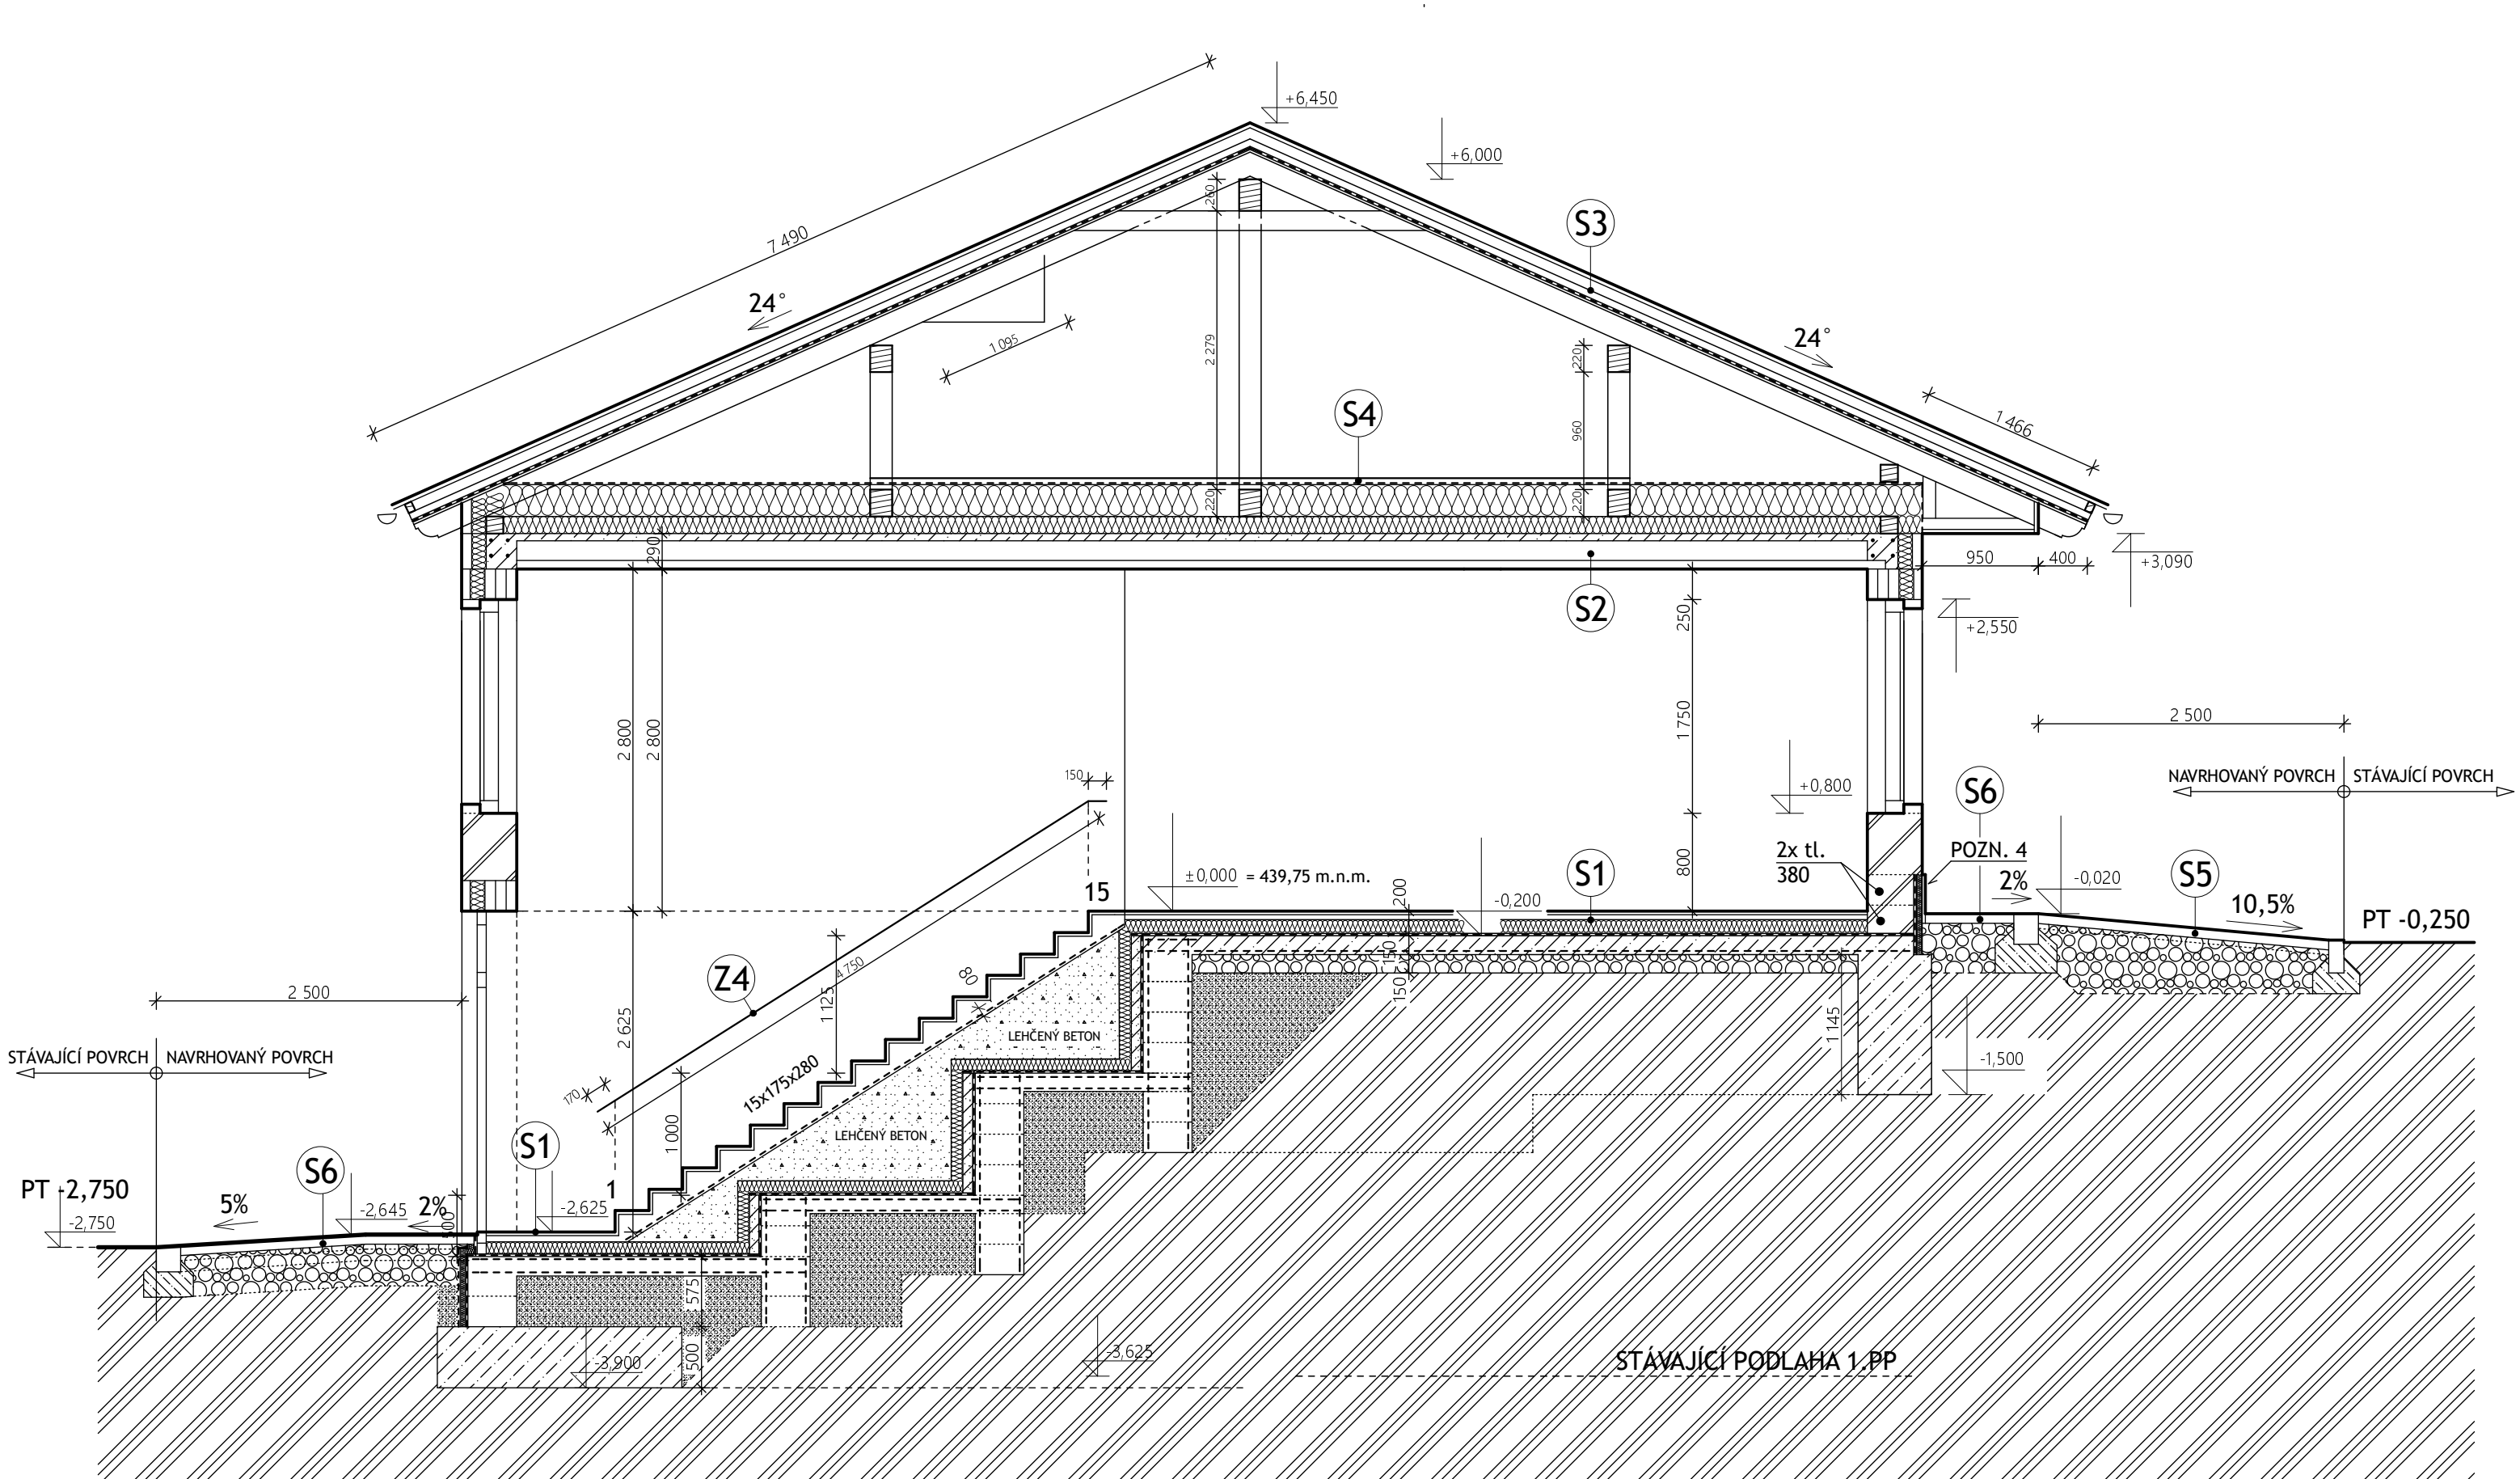 +6,450
+6,000
7 490
260
S3
24°
24°
1 095
2 279
220
960
220
220
S4
1 466
290
S2
950
400
+3,090
250
+2,550
2 800
2 800
1 750
2 500
150
+0,800
NAVRHOVANÝ POVRCH
STÁVAJÍCÍ POVRCH
S6
2x tl.
380
POZN. 4
800
15
±0,000 = 439,75 m.n.m.
200
-0,200
S1
2%
-0,020
S5
10,5%
PT -0,250
Z4
4 750
80
1 125
150
150
2 500
2 625
LEHČENÝ BETON
1 145
-1,500
STÁVAJÍCÍ POVRCH
NAVRHOVANÝ POVRCH
170
15x175x280
1 000
LEHČENÝ BETON
S1
S6
PT -2,750
-2,750
5%
-2,645
2%
-2,625
1
575
500
-3,900
-3,625
STÁVAJÍCÍ PODLAHA 1.PP